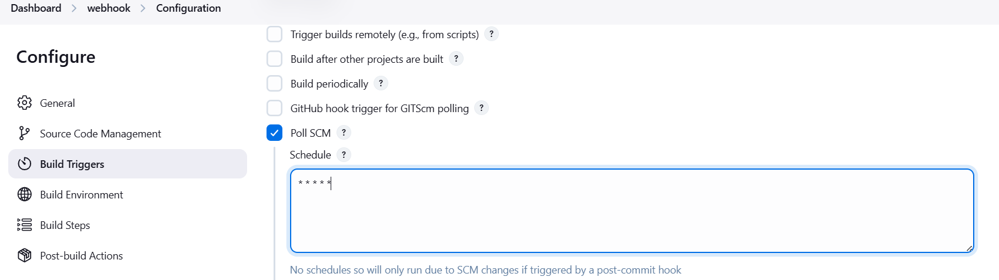 Dashboard > webhook > Configuration
Trigger builds remotely (e.g., from scripts) ?
Configure
Build after other projects are built ?
Build periodically ?
General
GitHub hook trigger for GITScm polling ?
Source Code Management
Poll SCM ?
Schedule ?
Build Triggers
* * * * *
Build Environment
Build Steps
Post-build Actions
No schedules so will only run due to SCM changes if triggered by a post-commit hook